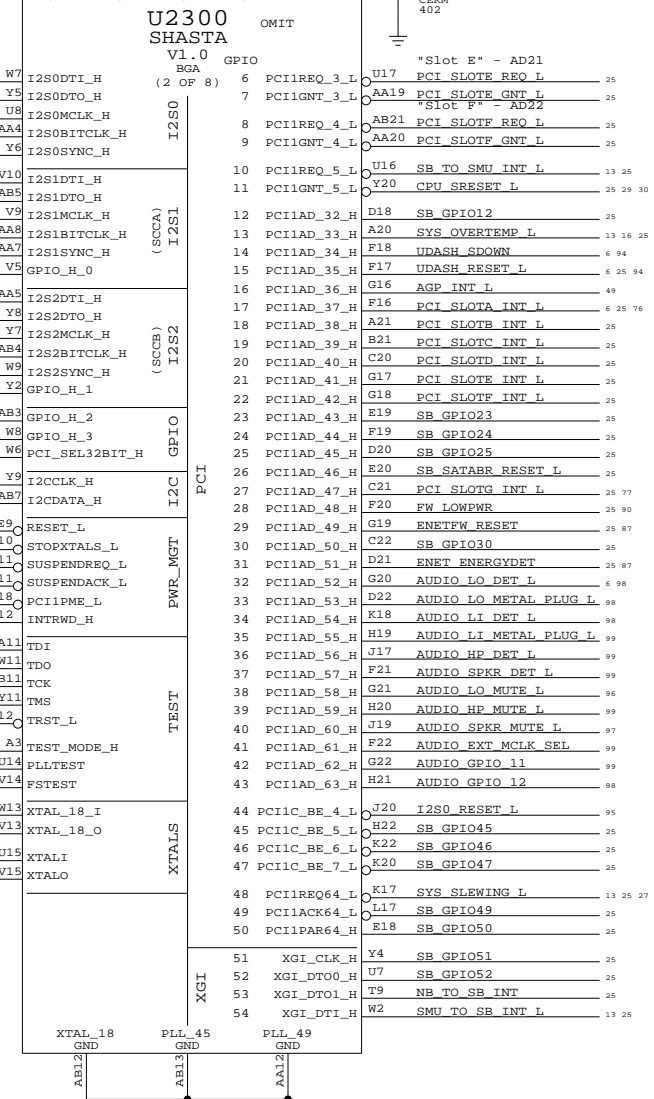 CERM
402
U2300
OMIT
SHASTA
V1.0
GPIO
BGA
(2 OF 8)
"Slot E" - AD21
6 PCI1REQ_3_L U17 PCI_SLOTE_REQ_L 25
7 PCI1GNT_3_L AA19 PCI_SLOTE_GNT_L 25
"Slot F" - AD22
8 PCI1REQ_4_L AB21 PCI_SLOTF_REQ_L 25
9 PCI1GNT_4_L AA20 PCI_SLOTF_GNT_L 25
10 PCI1REQ_5_L U16 SB_TO_SMU_INT_L 13 25
11 PCI1GNT_5_L Y20 CPU_SRESET_L 25 29 30
12 PCI1AD_32_H D18 SB_GPIO12 25
13 PCI1AD_33_H A20 SYS_OVERTEMP_L 13 16 25
14 PCI1AD_34_H F18 UDASH_SDOWN 6 94
15 PCI1AD_35_H F17 UDASH_RESET_L 6 25 94
16 PCI1AD_36_H G16 AGP_INT_L 49
17 PCI1AD_37_H F16 PCI_SLOTA_INT_L 6 25 76
18 PCI1AD_38_H A21 PCI_SLOTB_INT_L 25
19 PCI1AD_39_H B21 PCI_SLOTC_INT_L 25
20 PCI1AD_40_H C20 PCI_SLOTD_INT_L 25
21 PCI1AD_41_H G17 PCI_SLOTE_INT_L 25
22 PCI1AD_42_H G18 PCI_SLOTF_INT_L 25
23 PCI1AD_43_H E19 SB_GPIO23 25
24 PCI1AD_44_H F19 SB_GPIO24 25
25 PCI1AD_45_H D20 SB_GPIO25 25
26 PCI1AD_46_H E20 SB_SATABR_RESET_L 25
27 PCI1AD_47_H C21 PCI_SLOTG_INT_L 25 77
28 PCI1AD_48_H F20 FW_LOWPWR 25 90
29 PCI1AD_49_H G19 ENETFW_RESET 25 87
30 PCI1AD_50_H C22 SB_GPIO30 25
31 PCI1AD_51_H D21 ENET_ENERGYDET 25 87
32 PCI1AD_52_H G20 AUDIO_LO_DET_L 6 98
33 PCI1AD_53_H D22 AUDIO_LO_METAL_PLUG_L 98
34 PCI1AD_54_H K18 AUDIO_LI_DET_L 98
35 PCI1AD_55_H H19 AUDIO_LI_METAL_PLUG_L 99
36 PCI1AD_56_H J17 AUDIO_HP_DET_L 99
37 PCI1AD_57_H F21 AUDIO_SPKR_DET_L 99
38 PCI1AD_58_H G21 AUDIO_LO_MUTE_L 96
39 PCI1AD_59_H H20 AUDIO_HP_MUTE_L 99
40 PCI1AD_60_H J19 AUDIO_SPKR_MUTE_L 97
41 PCI1AD_61_H F22 AUDIO_EXT_MCLK_SEL 99
42 PCI1AD_62_H G22 AUDIO_GPIO_11 99
43 PCI1AD_63_H H21 AUDIO_GPIO_12 98
44 PCI1C_BE_4_L J20 I2S0_RESET_L 95
45 PCI1C_BE_5_L H22 SB_GPIO45 25
46 PCI1C_BE_6_L K22 SB_GPIO46 25
47 PCI1C_BE_7_L K20 SB_GPIO47 25
48 PCI1REQ64_L K17 SYS_SLEWING_L 13 25 27
49 PCI1ACK64_L L17 SB_GPIO49 25
50 PCI1PAR64_H E18 SB_GPIO50 25
51 XGI_CLK_H Y4 SB_GPIO51 25
52 XGI_DTO0_H U7 SB_GPIO52 25
53 XGI_DTO1_H T9 NB_TO_SB_INT 25
54 XGI_DTI_H W2 SMU_TO_SB_INT_L 13 25
W7 I2S0DTI_H
Y5 I2S0DTO_H
U8 I2S0MCLK_H
AA4 I2S0BITCLK_H
Y6 I2S0SYNC_H
I2S0
V10 I2S1DTI_H
AB5 I2S1DTO_H
V9 I2S1MCLK_H
AA8 I2S1BITCLK_H
AA7 I2S1SYNC_H
V5 GPIO_H_0
(SCCA)
I2S1
AA5 I2S2DTI_H
Y8 I2S2DTO_H
Y7 I2S2MCLK_H
AB4 I2S2BITCLK_H
W9 I2S2SYNC_H
Y2 GPIO_H_1
(SCCB)
I2S2
AB3 GPIO_H_2
W8 GPIO_H_3
W6 PCI_SEL32BIT_H
GPIO
Y9 I2CCLK_H
AB7 I2CDATA_H
I2C
PCI
E9 RESET_L
10 STOPXTALS_L
11 SUSPENDREQ_L
11 SUSPENDACK_L
18 PCI1PME_L
12 INTRWD_H
PWR_MGT
A11 TDI
W11 TDO
B11 TCK
Y11 TMS
12 TRST_L
A3 TEST_MODE_H
U14 PLLTEST
V14 FSTEST
TEST
W13 XTAL_18_I
V13 XTAL_18_O
U15 XTALI
V15 XTALO
XTALS
XGI
XTAL_18 GND
PLL_45 GND
PLL_49 GND
AB12
AB13
AA12